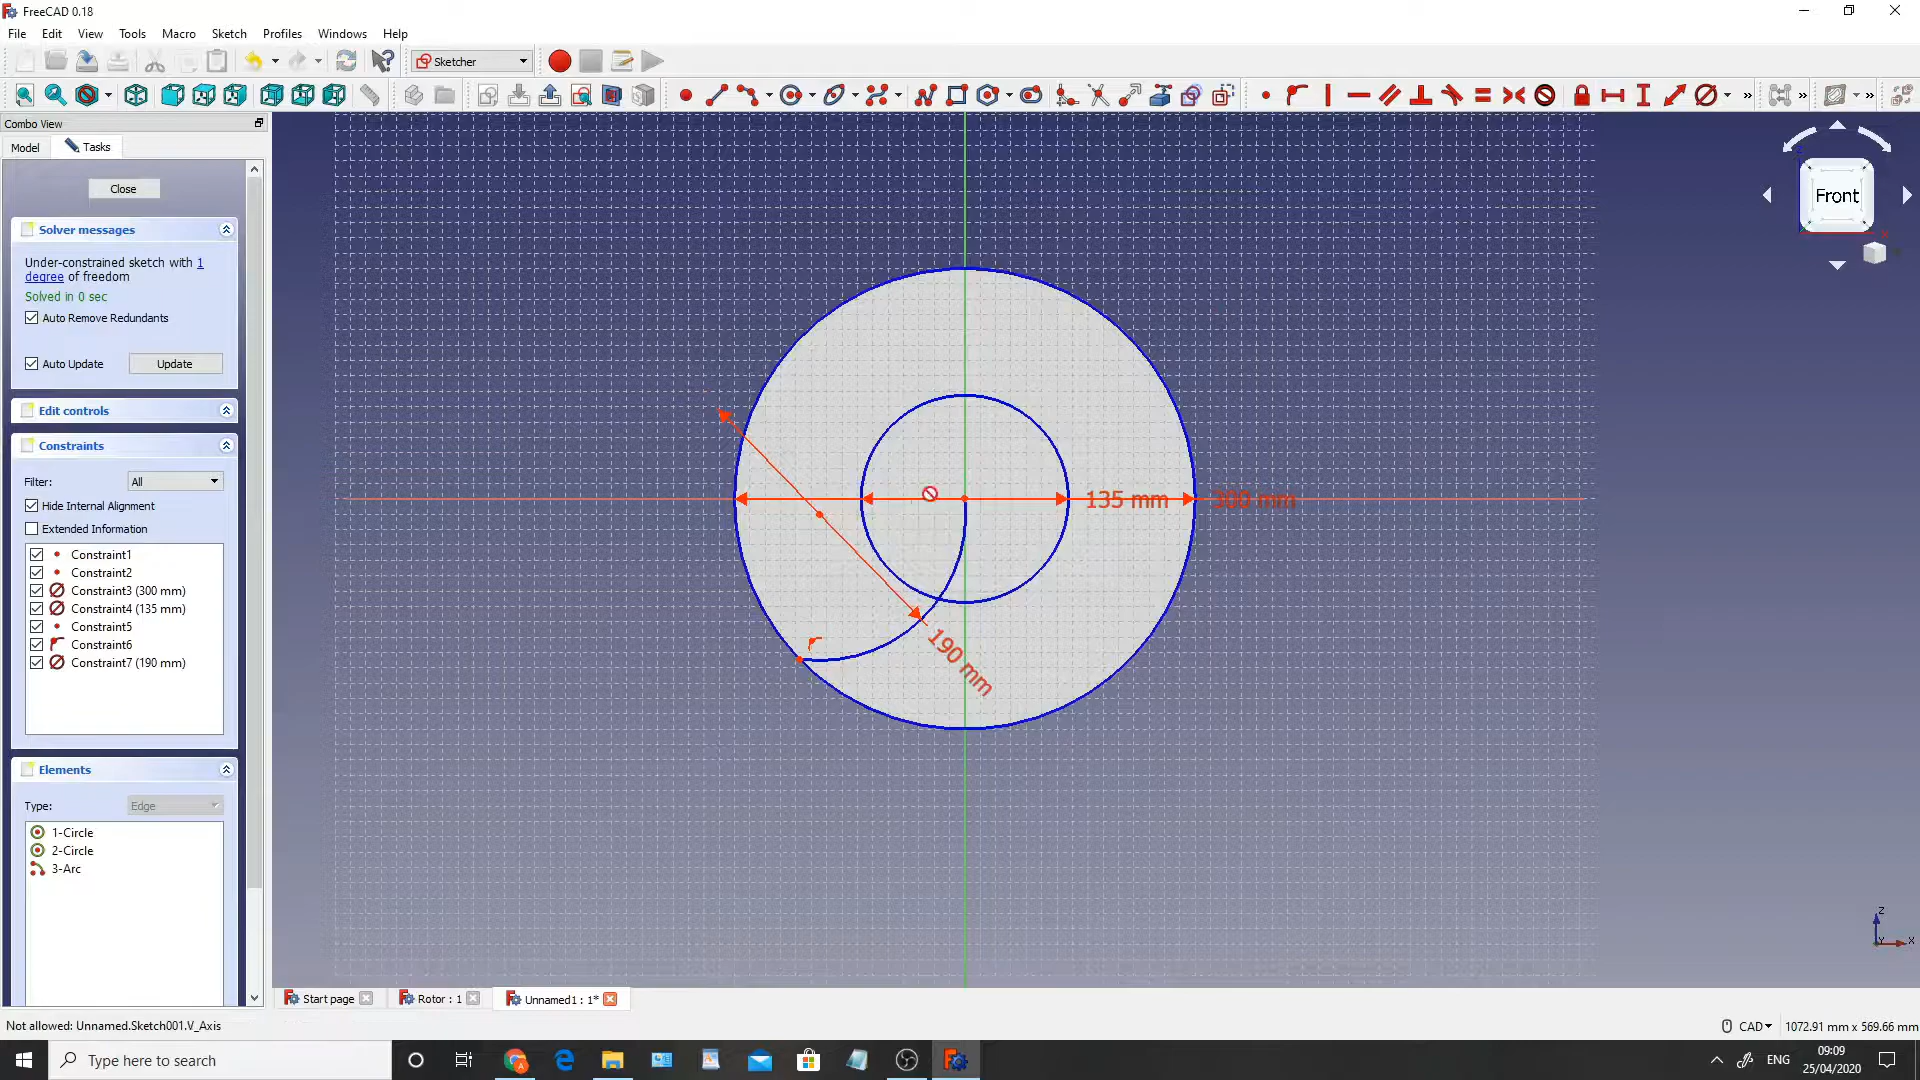 FreeCAD 0.18
File Edit View Tools Macro Sketch Profiles Windows Help
Sketcher
Combo View
Model Tasks
Close
Solver messages
Under-constrained sketch with 1
degree of freedom
Solved in 0 sec
Auto Remove Redundants
Auto Update Update
Edit controls
Constraints
Filter: All
Hide Internal Alignment
Extended Information
Constraint1
Constraint2
Constraint3 (300 mm)
Constraint4 (135 mm)
Constraint5
Constraint6
Constraint7 (190 mm)
Elements
Type: Edge
1-Circle
2-Circle
3-Arc
135 mm 300 mm
190 mm
Front
X
Z
Y X
Start page Rotor : 1 Unnamed1 : 1*
Not allowed: Unnamed.Sketch001.V_Axis
CAD 1072.91 mm x 569.66 mm
Type here to search
ENG
09:09
25/04/2020